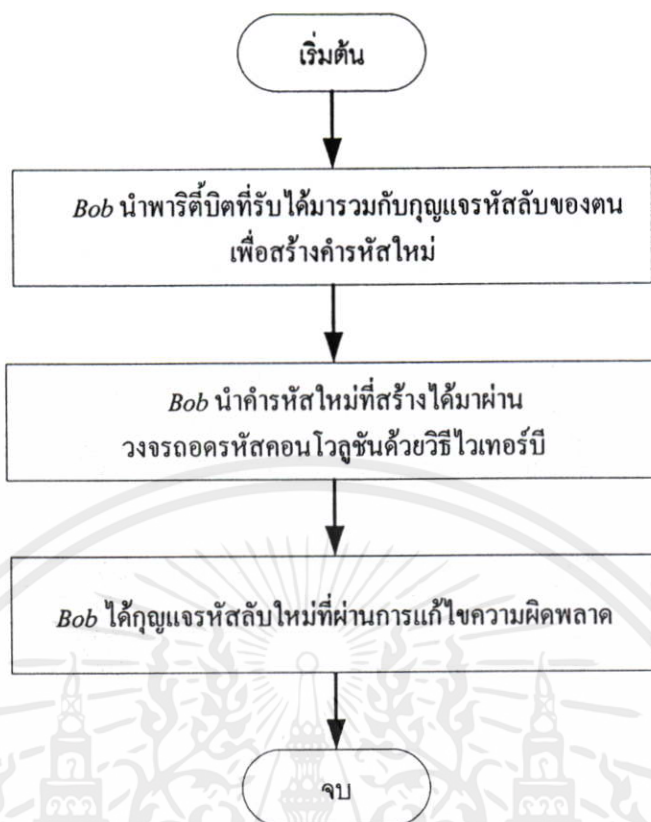 เริ่มต้น
Bob นำพาริตี้บิตที่รับได้มารวมกับกุญแจรหัสลับของตน
เพื่อสร้างคำรหัสใหม่
Bob นำคำรหัสใหม่ที่สร้างได้มาผ่าน
วงจรถอดรหัสคอนโวลูชันด้วยวิธีไวเทอร์บี
Bob ได้กุญแจรหัสลับใหม่ที่ผ่านการแก้ไขความผิดพลาด
จบ